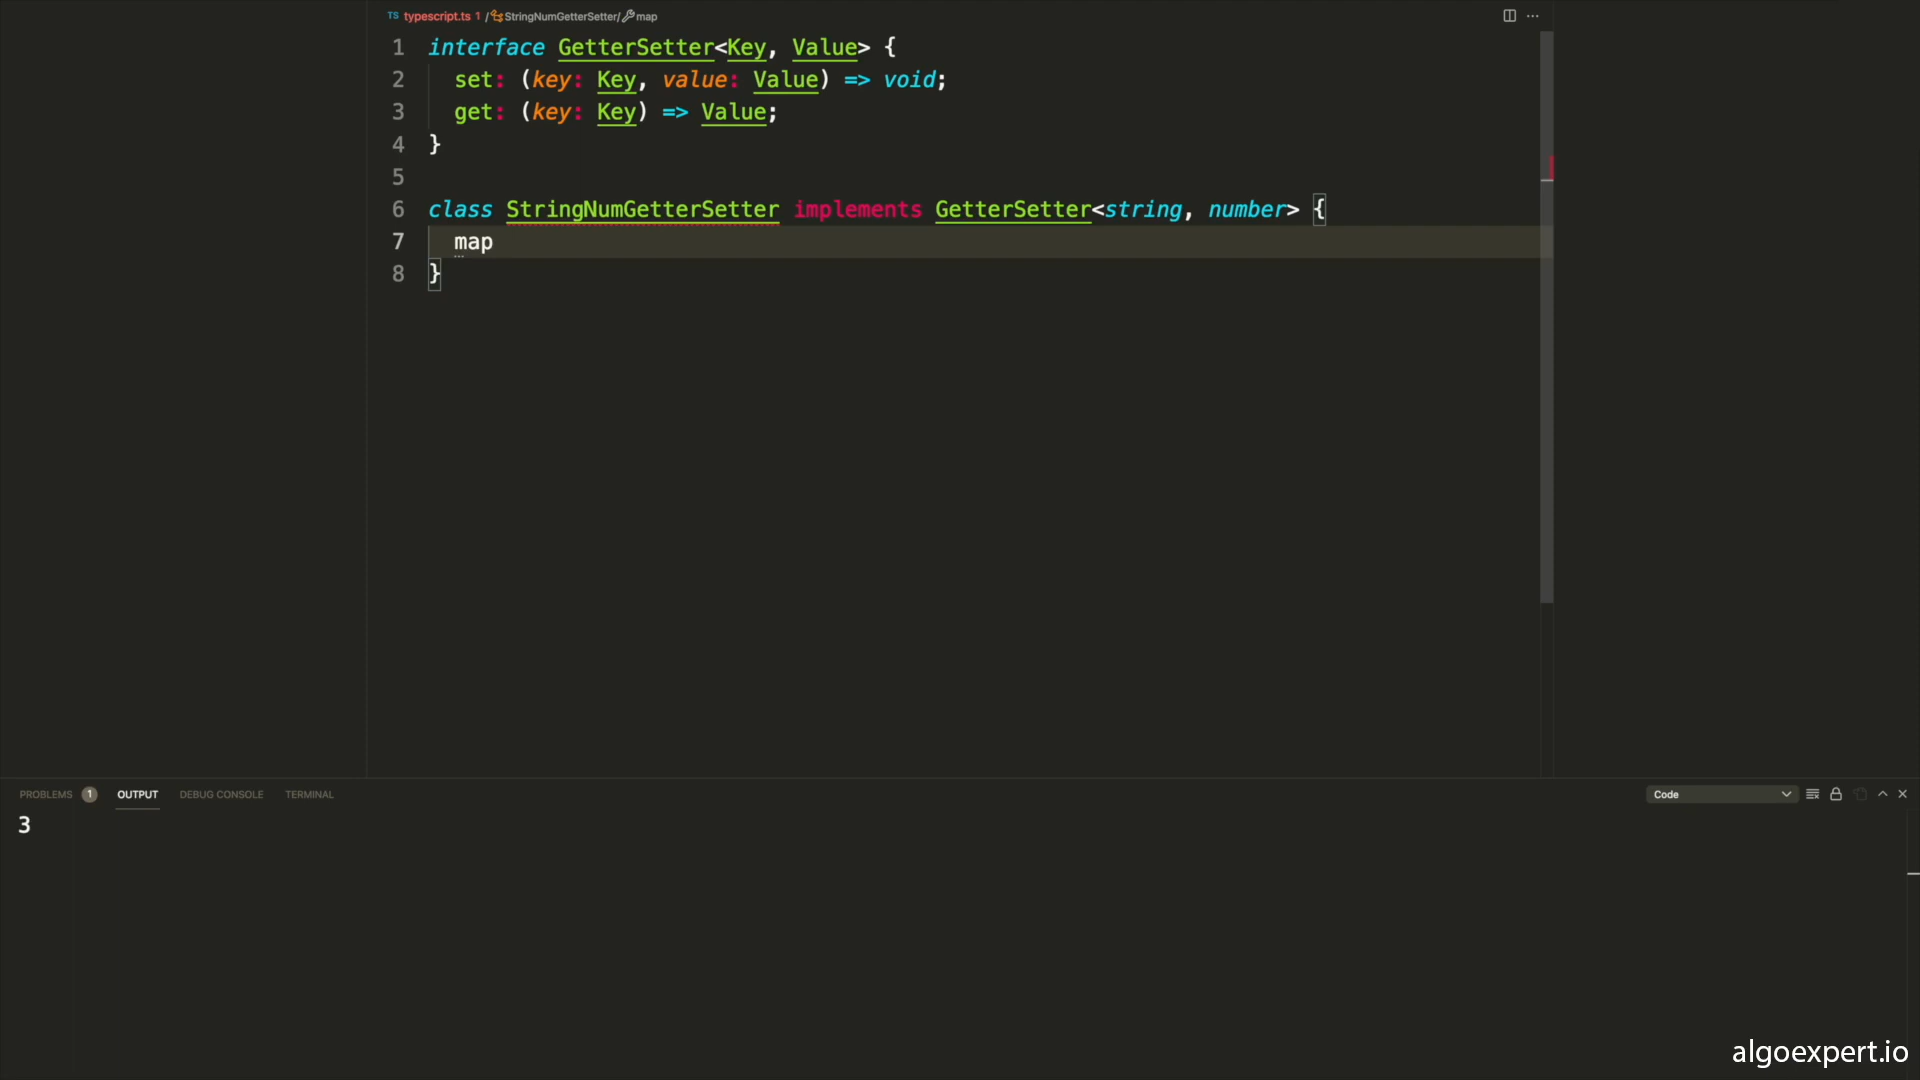 TS typescript.ts 1 / StringNumGetterSetter/ map
1 interface GetterSetter<Key, Value> {
2 set: (key: Key, value: Value) => void;
3 get: (key: Key) => Value;
4 }
5
6 class StringNumGetterSetter implements GetterSetter<string, number> {
7 map
8 }
PROBLEMS 1 OUTPUT DEBUG CONSOLE TERMINAL Code
3
algoexpert.io